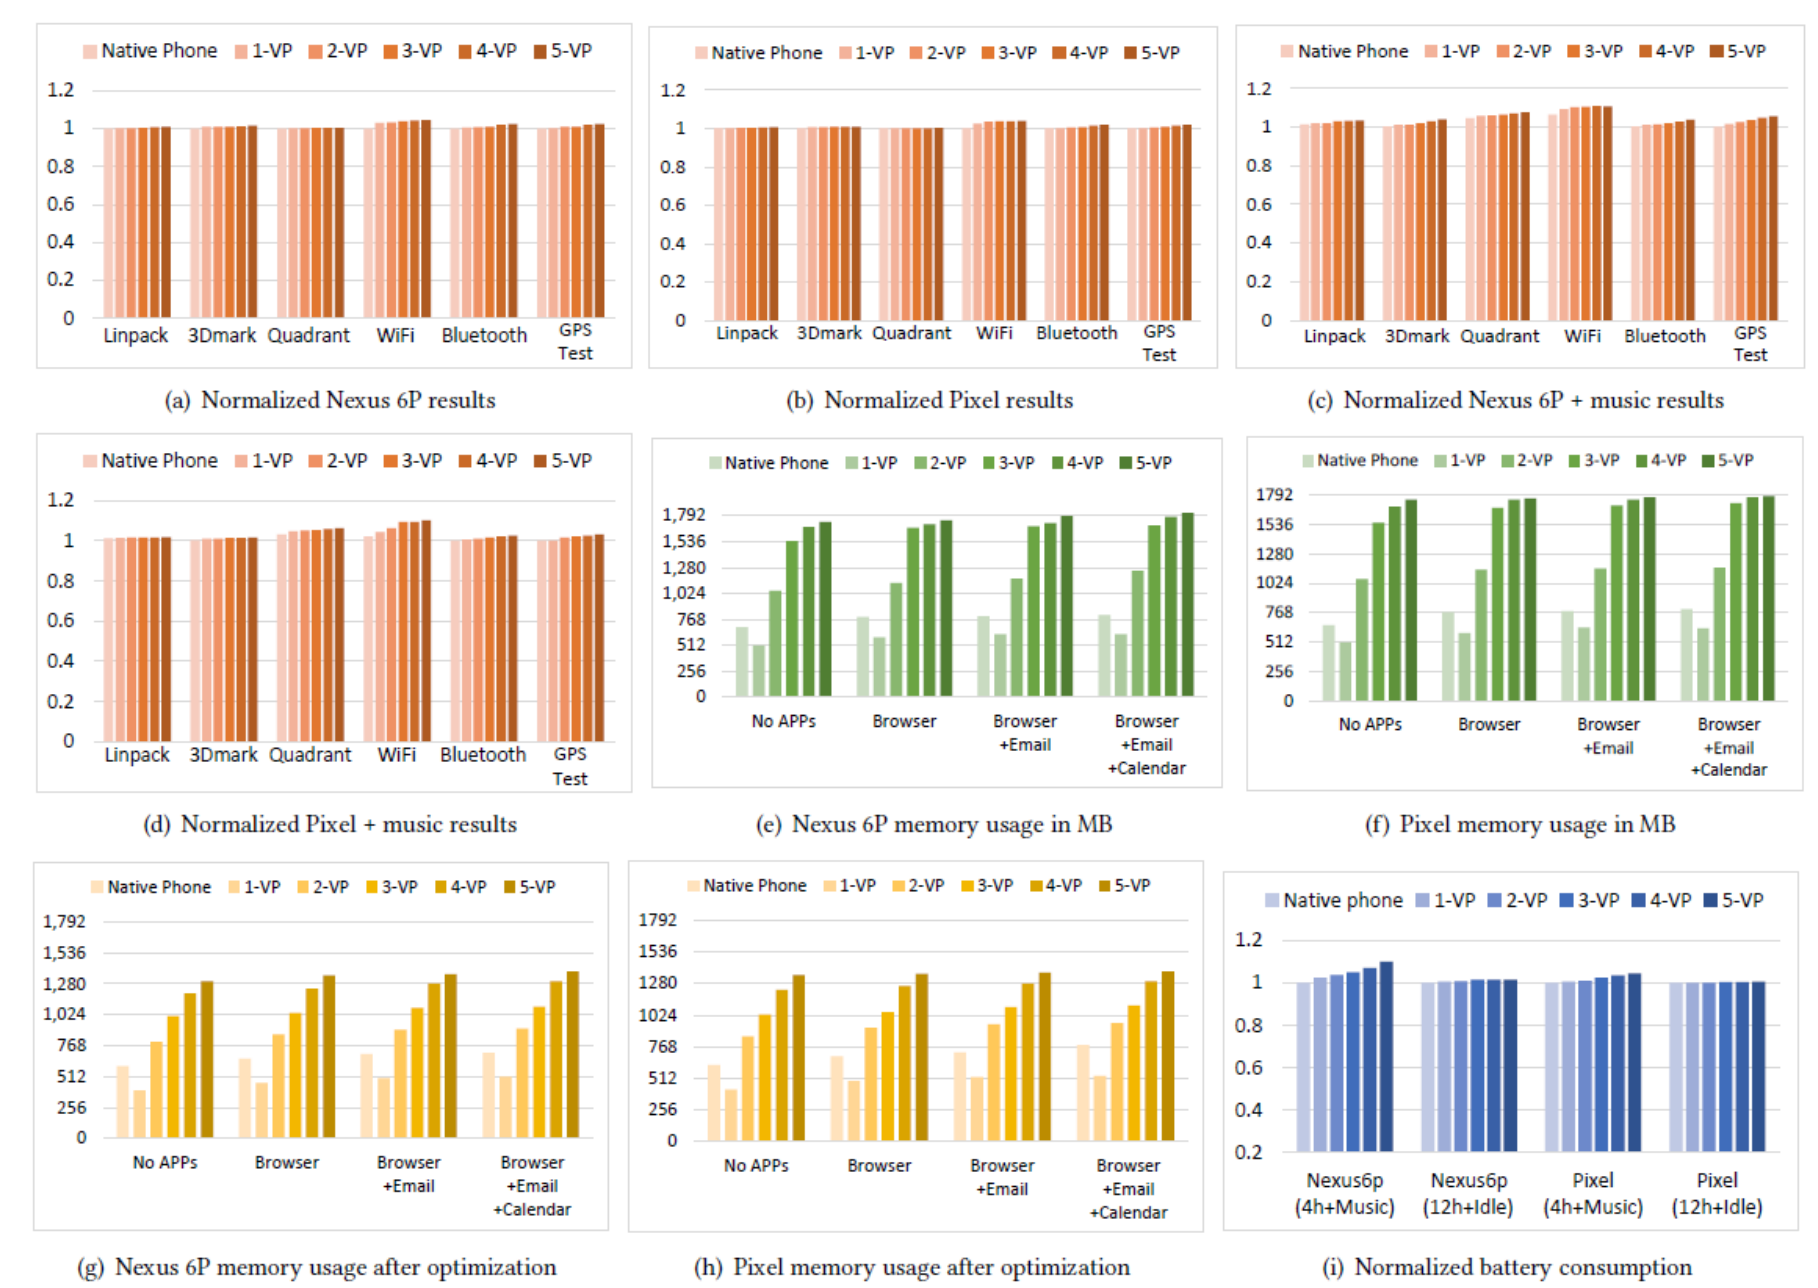 Native Phone 1-VP 2-VP 3-VP 4-VP 5-VP
1.2
1
0.8
0.6
0.4
0.2
0
Linpack 3Dmark Quadrant WiFi Bluetooth GPS Test
(a) Normalized Nexus 6P results
Native Phone 1-VP 2-VP 3-VP 4-VP 5-VP
1.2
1
0.8
0.6
0.4
0.2
0
Linpack 3Dmark Quadrant WiFi Bluetooth GPS Test
(b) Normalized Pixel results
Native Phone 1-VP 2-VP 3-VP 4-VP 5-VP
1.2
1
0.8
0.6
0.4
0.2
0
Linpack 3Dmark Quadrant WiFi Bluetooth GPS Test
(c) Normalized Nexus 6P + music results
Native Phone 1-VP 2-VP 3-VP 4-VP 5-VP
1.2
1
0.8
0.6
0.4
0.2
0
Linpack 3Dmark Quadrant WiFi Bluetooth GPS Test
(d) Normalized Pixel + music results
Native Phone 1-VP 2-VP 3-VP 4-VP 5-VP
1,792
1,536
1,280
1,024
768
512
256
0
No APPs Browser Browser +Email Browser +Email +Calendar
(e) Nexus 6P memory usage in MB
Native Phone 1-VP 2-VP 3-VP 4-VP 5-VP
1792
1536
1280
1024
768
512
256
0
No APPs Browser Browser +Email Browser +Email +Calendar
(f) Pixel memory usage in MB
Native Phone 1-VP 2-VP 3-VP 4-VP 5-VP
1,792
1,536
1,280
1,024
768
512
256
0
No APPs Browser Browser +Email Browser +Email +Calendar
(g) Nexus 6P memory usage after optimization
Native Phone 1-VP 2-VP 3-VP 4-VP 5-VP
1792
1536
1280
1024
768
512
256
0
No APPs Browser Browser +Email Browser +Email +Calendar
(h) Pixel memory usage after optimization
Native phone 1-VP 2-VP 3-VP 4-VP 5-VP
1.2
1
0.8
0.6
0.4
0.2
Nexus6p Nexus6p Pixel Pixel
(4h+Music) (12h+Idle) (4h+Music) (12h+Idle)
(i) Normalized battery consumption